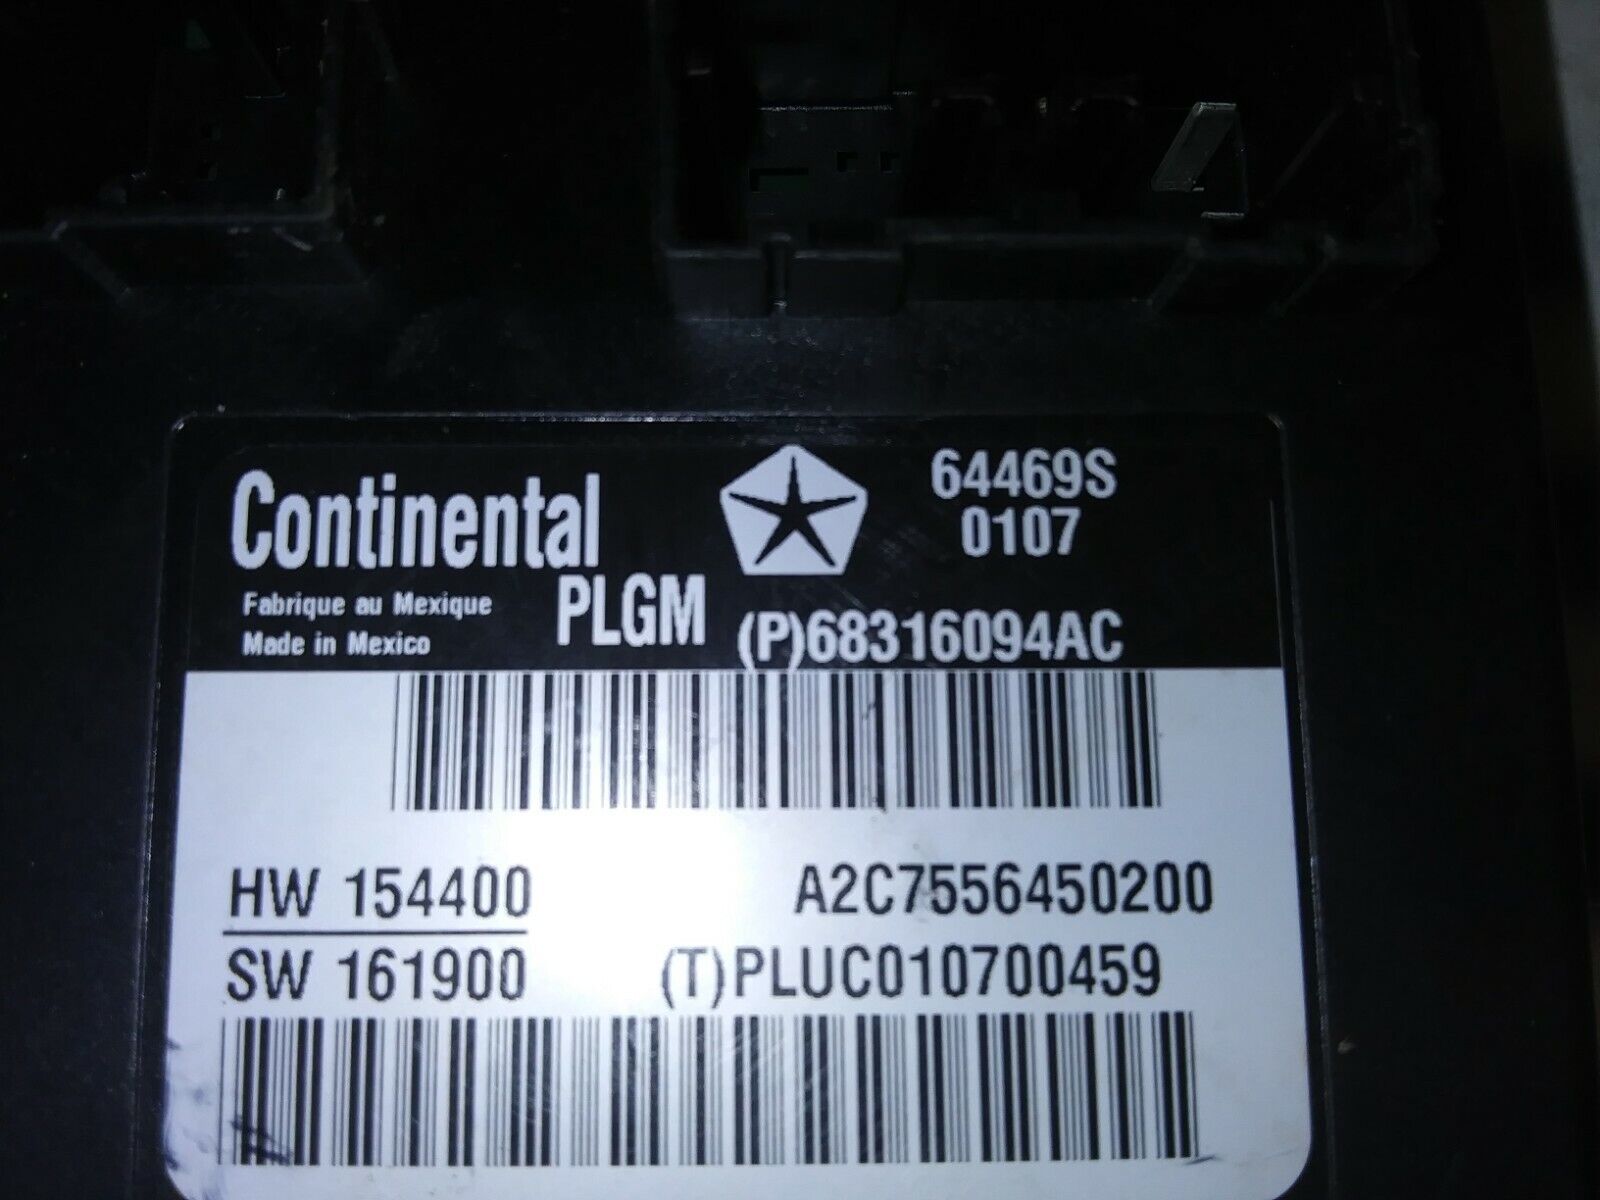 Continental
64469S
0107
Fabrique au Mexique
Made in Mexico
PLGM
(P)68316094AC
HW 154400
A2C7556450200
SW 161900
(T)PLUC010700459